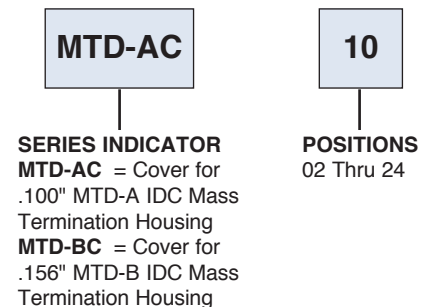 MTD-AC
10
SERIES INDICATOR
MTD-AC = Cover for
.100" MTD-A IDC Mass
Termination Housing
MTD-BC = Cover for
.156" MTD-B IDC Mass
Termination Housing
POSITIONS
02 Thru 24